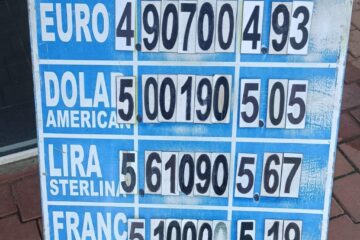 EURO 4.90700 4.93
DOLAR 5.00190 5.05
AMERICAN
LIRA 5.61090 5.67
STERLINA
FRANC